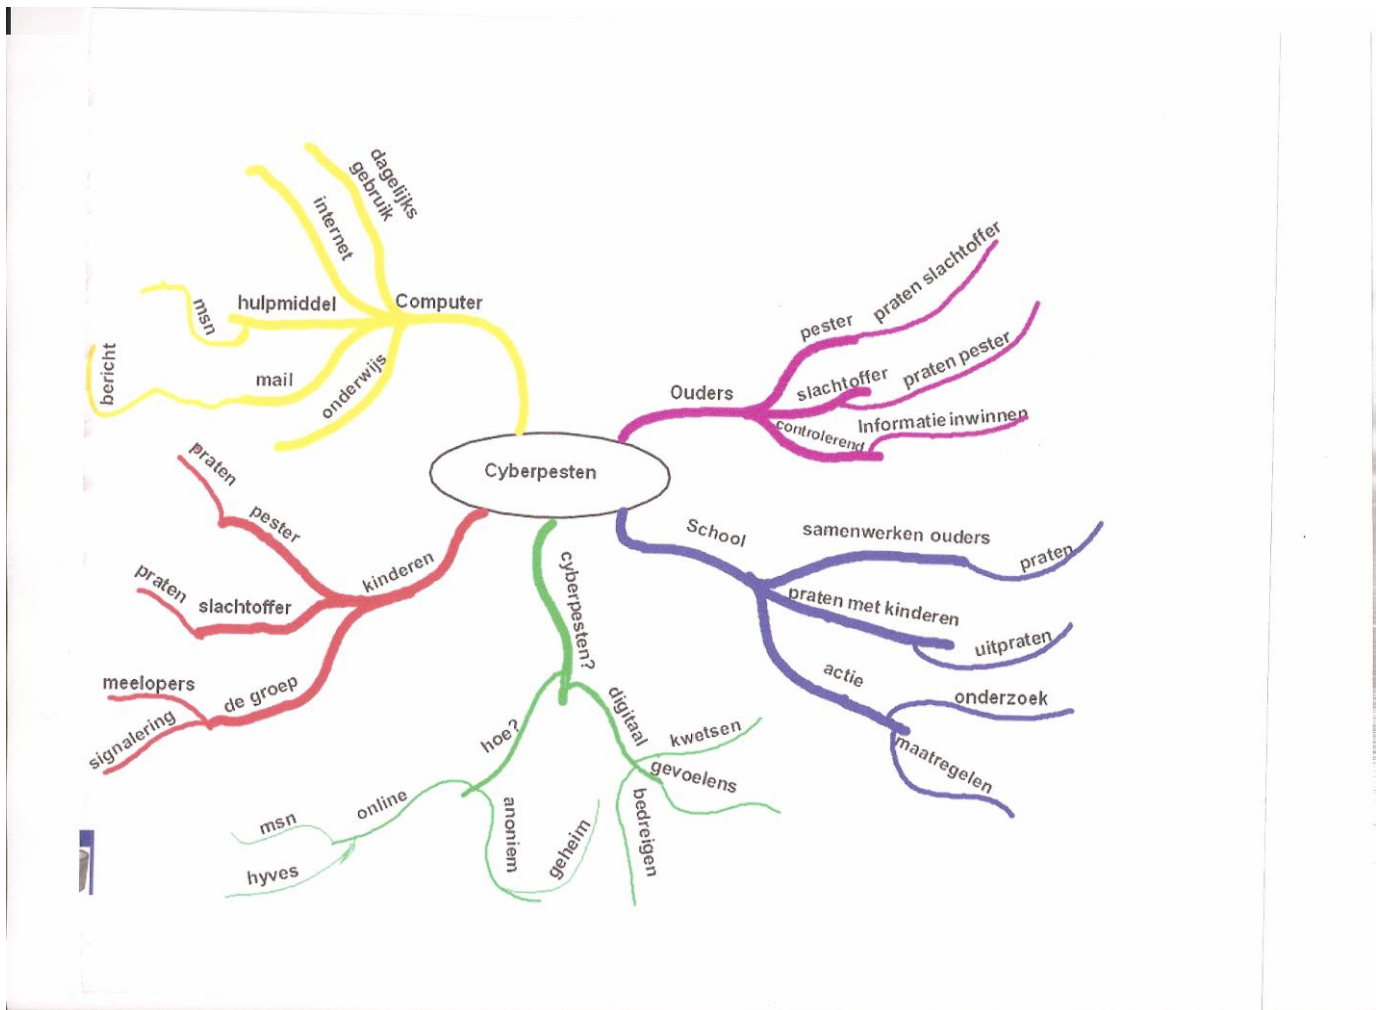 Cyberpesten
Computer
dagelijks
gebruik
internet
hulpmiddel
msn
mail
bericht
onderwijs
Ouders
pester
praten slachtoffer
slachtoffer
praten pester
controlerend
Informatie inwinnen
School
samenwerken ouders
praten
praten met kinderen
uitpraten
actie
onderzoek
maatregelen
cyberpesten?
digitaal
kwetsen
gevoelens
bedreigen
hoe?
online
msn
hyves
anoniem
geheim
kinderen
pester
praten
slachtoffer
praten
de groep
meelopers
signalering